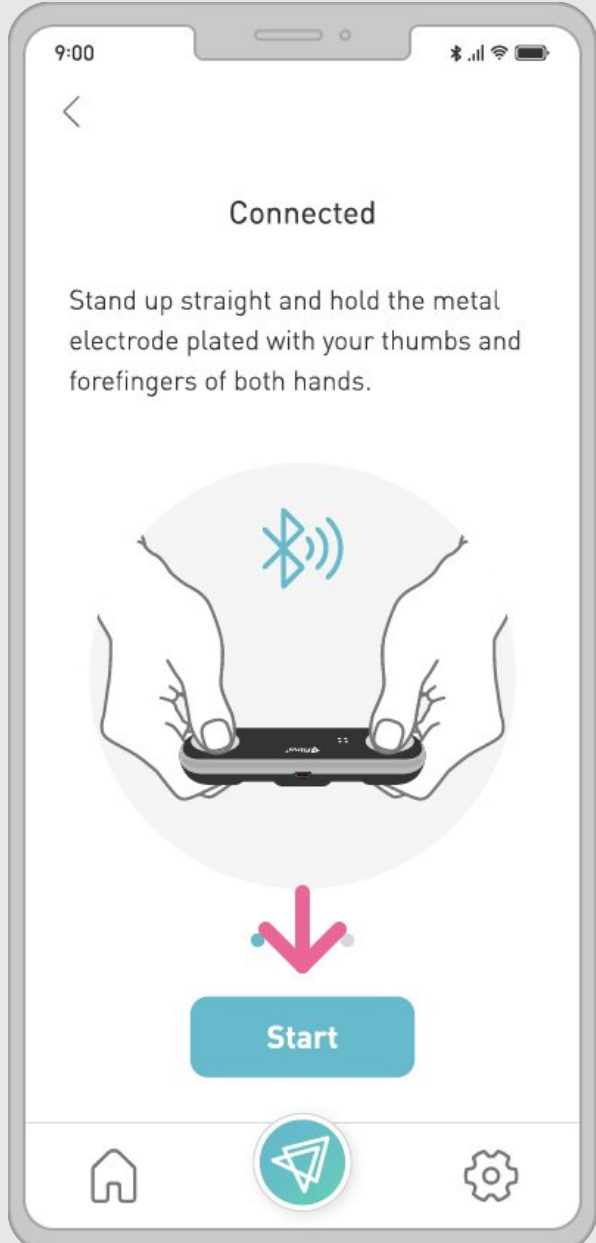 9:00
Connected
Stand up straight and hold the metal
electrode plated with your thumbs and
forefingers of both hands.
Start